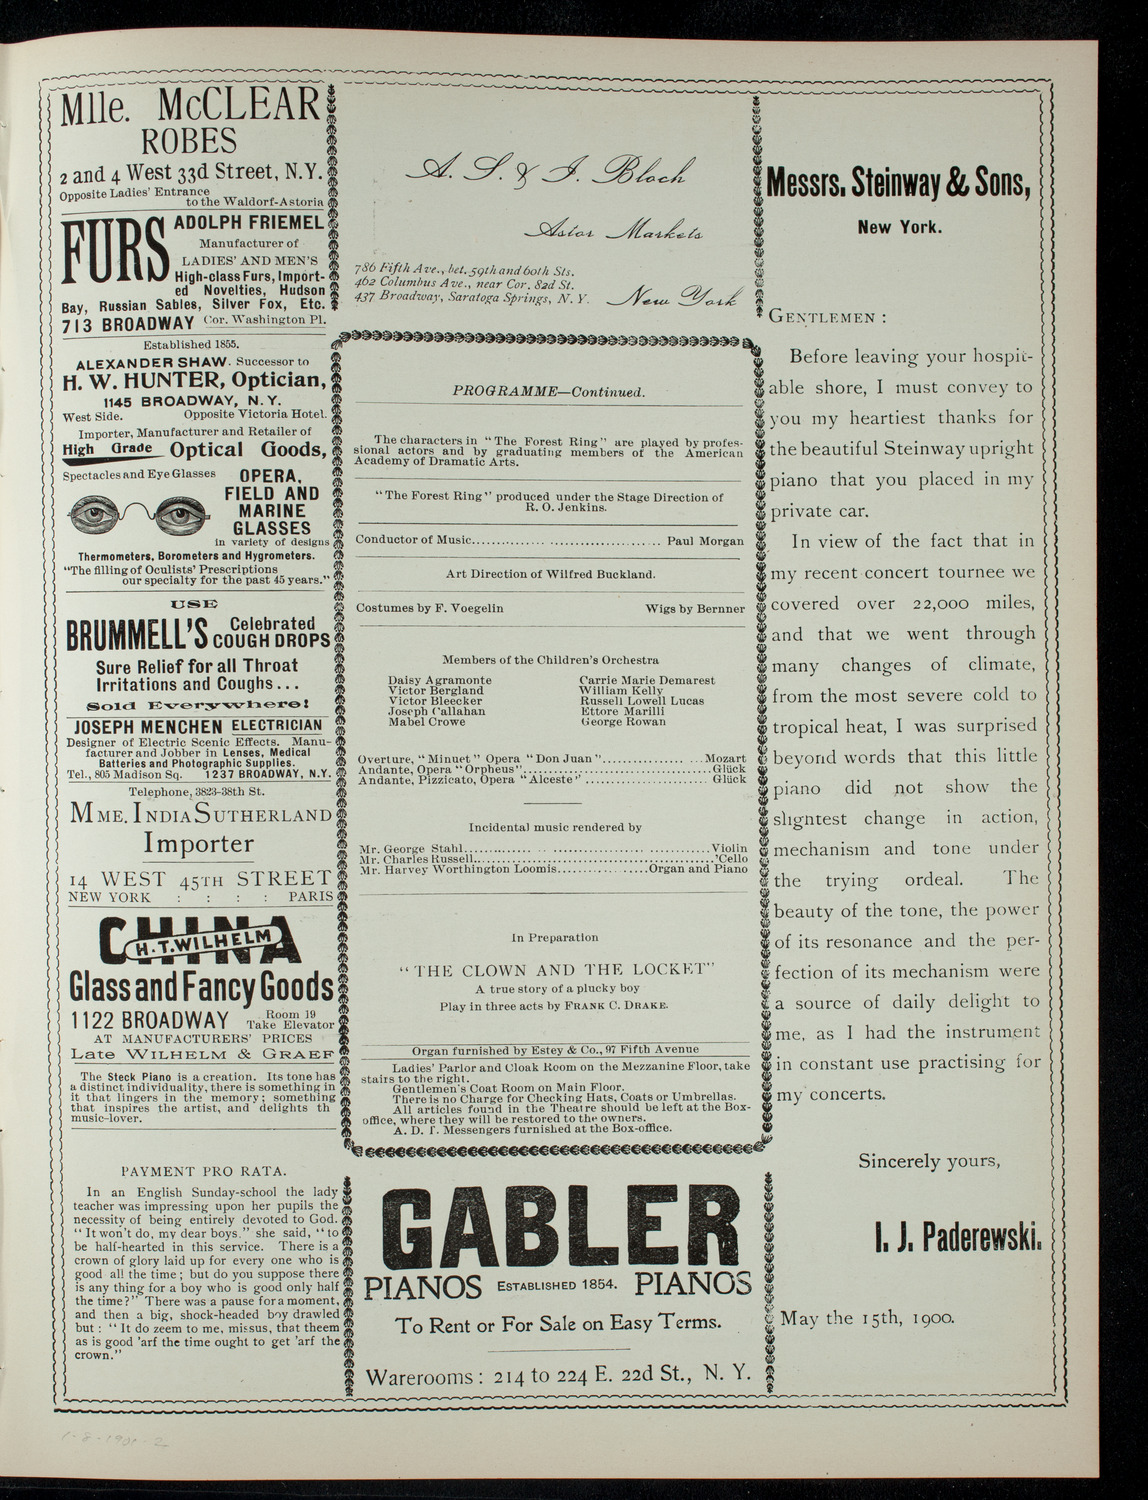 Mlle. McCLEAR
ROBES
2 and 4 West 33d Street, N.Y.
Opposite Ladies' Entrance
to the Waldorf-Astoria
FURS
ADOLPH FRIEMEL
Manufacturer of
LADIES' AND MEN'S
High-class Furs, Import-
ed Novelties, Hudson
Bay, Russian Sables, Silver Fox, Etc.
713 BROADWAY Cor. Washington Pl.
Established 1855.
ALEXANDER SHAW. Successor to
H. W. HUNTER, Optician,
1145 BROADWAY, N. Y.
West Side. Opposite Victoria Hotel.
Importer, Manufacturer and Retailer of
High Grade Optical Goods,
Spectacles and Eye Glasses
OPERA,
FIELD AND
MARINE
GLASSES
in variety of designs
Thermometers, Borometers and Hygrometers.
"The filling of Oculists' Prescriptions
our specialty for the past 45 years."
USE
BRUMMELL'S Celebrated
COUGH DROPS
Sure Relief for all Throat
Irritations and Coughs...
Sold Everywhere!
JOSEPH MENCHEN ELECTRICIAN
Designer of Electric Scenic Effects. Manu-
facturer and Jobber in Lenses, Medical
Batteries and Photographic Supplies.
Tel., 805 Madison Sq. 1237 BROADWAY, N.Y.
Telephone, 3823-38th St.
MME. INDIA SUTHERLAND
Importer
14 WEST 45TH STREET
NEW YORK : : : : PARIS
CHINA
H. T. WILHELM
Glass and Fancy Goods
1122 BROADWAY Room 19
Take Elevator
AT MANUFACTURERS' PRICES
Late WILHELM & GRAEF
The Steck Piano is a creation. Its tone has
a distinct individuality, there is something in
it that lingers in the memory; something
that inspires the artist, and delights th
music-lover.
PAYMENT PRO RATA.
In an English Sunday-school the lady
teacher was impressing upon her pupils the
necessity of being entirely devoted to God.
"It won't do, my dear boys," she said, "to
be half-hearted in this service. There is a
crown of glory laid up for every one who is
good all the time; but do you suppose there
is any thing for a boy who is good only half
the time?" There was a pause for a moment,
and then a big, shock-headed boy drawled
but: "It do zeem to me, missus, that theem
as is good 'arf the time ought to get 'arf the
crown."
A. S. & J. Bloch
Astor Markets
786 Fifth Ave., bet. 59th and 60th Sts.
462 Columbus Ave., near Cor. 82d St.
437 Broadway, Saratoga Springs, N. Y.
New York
PROGRAMME—Continued.
The characters in "The Forest Ring" are played by profes-
sional actors and by graduating members of the American
Academy of Dramatic Arts.
"The Forest Ring" produced under the Stage Direction of
R. O. Jenkins.
Conductor of Music.................................... Paul Morgan
Art Direction of Wilfred Buckland.
Costumes by F. Voegelin Wigs by Bernner
Members of the Children's Orchestra
Daisy Agramonte Carrie Marie Demarest
Victor Bergland William Kelly
Victor Bleecker Russell Lowell Lucas
Joseph Callahan Ettore Marilli
Mabel Crowe George Rowan
Overture, "Minuet" Opera "Don Juan"....................Mozart
Andante, Opera "Orpheus"....................................Glück
Andante, Pizzicato, Opera "Alceste" ........................ Glück
Incidental music rendered by
Mr. George Stahl..............................................Violin
Mr. Charles Russell.............................................'Cello
Mr. Harvey Worthington Loomis..................Organ and Piano
In Preparation
"THE CLOWN AND THE LOCKET"
A true story of a plucky boy
Play in three acts by FRANK C. DRAKE.
Organ furnished by Estey & Co., 97 Fifth Avenue
Ladies' Parlor and Cloak Room on the Mezzanine Floor, take
stairs to the right.
Gentlemen's Coat Room on Main Floor.
There is no Charge for Checking Hats, Coats or Umbrellas.
All articles found in the Theatre should be left at the Box-
office, where they will be restored to the owners.
A. D. T. Messengers furnished at the Box-office.
GABLER
PIANOS ESTABLISHED 1854. PIANOS
To Rent or For Sale on Easy Terms.
Warerooms: 214 to 224 E. 22d St., N. Y.
Messrs. Steinway & Sons,
New York.
GENTLEMEN:
Before leaving your hospit-
able shore, I must convey to
you my heartiest thanks for
the beautiful Steinway upright
piano that you placed in my
private car.
In view of the fact that in
my recent concert tournee we
covered over 22,000 miles,
and that we went through
many changes of climate,
from the most severe cold to
tropical heat, I was surprised
beyond words that this little
piano did not show the
slightest change in action,
mechanism and tone under
the trying ordeal. The
beauty of the tone, the power
of its resonance and the per-
fection of its mechanism were
a source of daily delight to
me, as I had the instrument
in constant use practising for
my concerts.
Sincerely yours,
I. J. Paderewski.
May the 15th, 1900.
1-8-1901-2